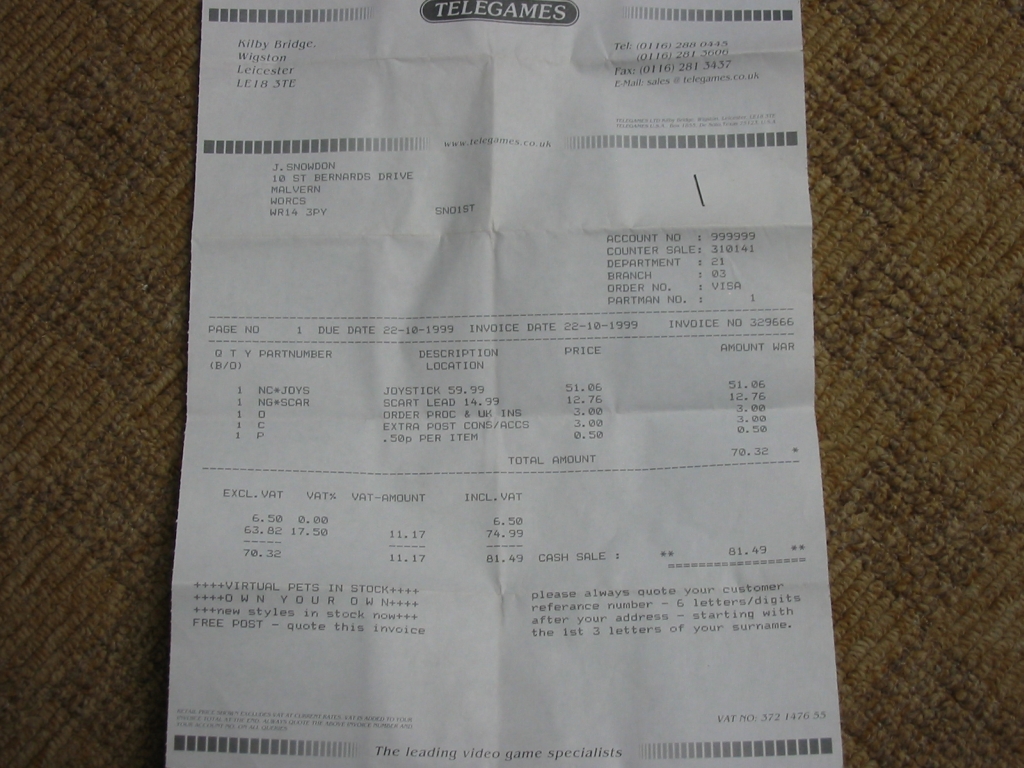 TELEGAMES
Kilby Bridge,
Wigston
Leicester
LE18 3TE
Tel: (0116) 288 0445
(0116) 281 3606
Fax: (0116) 281 3437
E-Mail: sales @ telegames.co.uk
www.telegames.co.uk
J.SNOWDON
10 ST BERNARDS DRIVE
MALVERN
WORCS
WR14 3PY SNO1ST
ACCOUNT NO : 999999
COUNTER SALE: 310141
DEPARTMENT : 21
BRANCH : 03
ORDER NO. : VISA
PARTMAN NO. : 1
PAGE NO 1 DUE DATE 22-10-1999 INVOICE DATE 22-10-1999 INVOICE NO 329666
Q T Y PARTNUMBER DESCRIPTION PRICE AMOUNT WAR
(B/O) LOCATION
1 NC*JOYS JOYSTICK 59.99 51.06 51.06
1 NG*SCAR SCART LEAD 14.99 12.76 12.76
1 O ORDER PROC & UK INS 3.00 3.00
1 C EXTRA POST CONS/ACCS 3.00 3.00
1 P .50p PER ITEM 0.50 0.50
TOTAL AMOUNT 70.32 *
EXCL.VAT VAT% VAT-AMOUNT INCL.VAT
6.50 0.00 6.50
63.82 17.50 11.17 74.99
70.32 11.17 81.49 CASH SALE : ** 81.49 **
++++VIRTUAL PETS IN STOCK++++
++++O W N Y O U R O W N++++
+++new styles in stock now+++
FREE POST - quote this invoice
please always quote your customer
referance number - 6 letters/digits
after your address - starting with
the 1st 3 letters of your surname.
VAT NO: 372 1476 55
The leading video game specialists